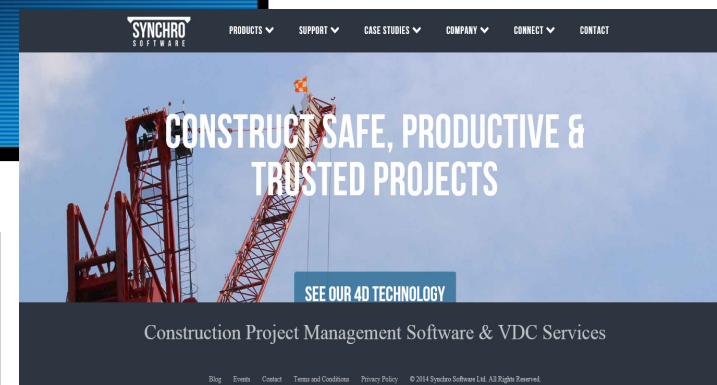 SYNCHRO
SOFTWARE
PRODUCTS SUPPORT CASE STUDIES COMPANY CONNECT CONTACT
CONSTRUCT SAFE, PRODUCTIVE &
TRUSTED PROJECTS
SEE OUR 4D TECHNOLOGY
Construction Project Management Software & VDC Services
Blog Events Contact Terms and Conditions Privacy Policy © 2014 Synchro Software Ltd. All Rights Reserved.